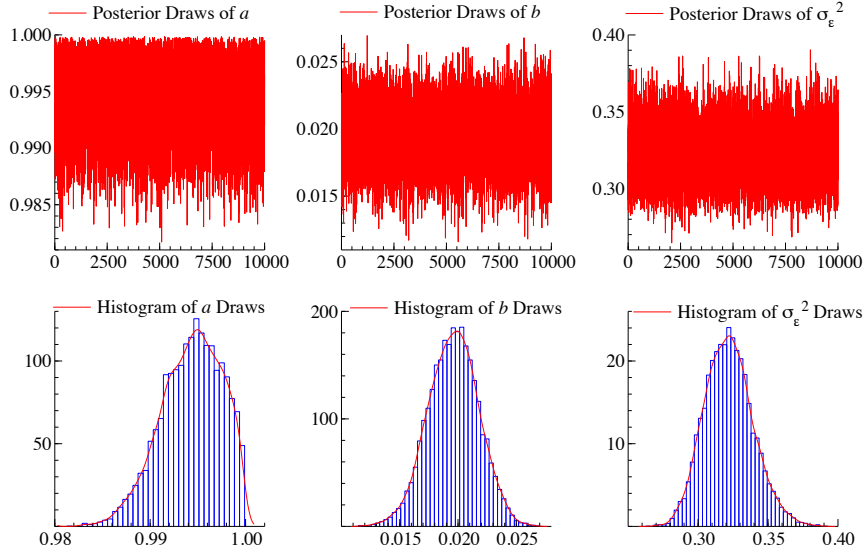 Posterior Draws of a
Posterior Draws of b
Posterior Draws of σε²
1.000
0.995
0.990
0.985
0 2500 5000 7500 10000
0.025
0.020
0.015
0 2500 5000 7500 10000
0.40
0.35
0.30
0 2500 5000 7500 10000
Histogram of a Draws
Histogram of b Draws
Histogram of σε² Draws
100
50
0.98 0.99 1.00
200
100
0.015 0.020 0.025
20
10
0.30 0.35 0.40